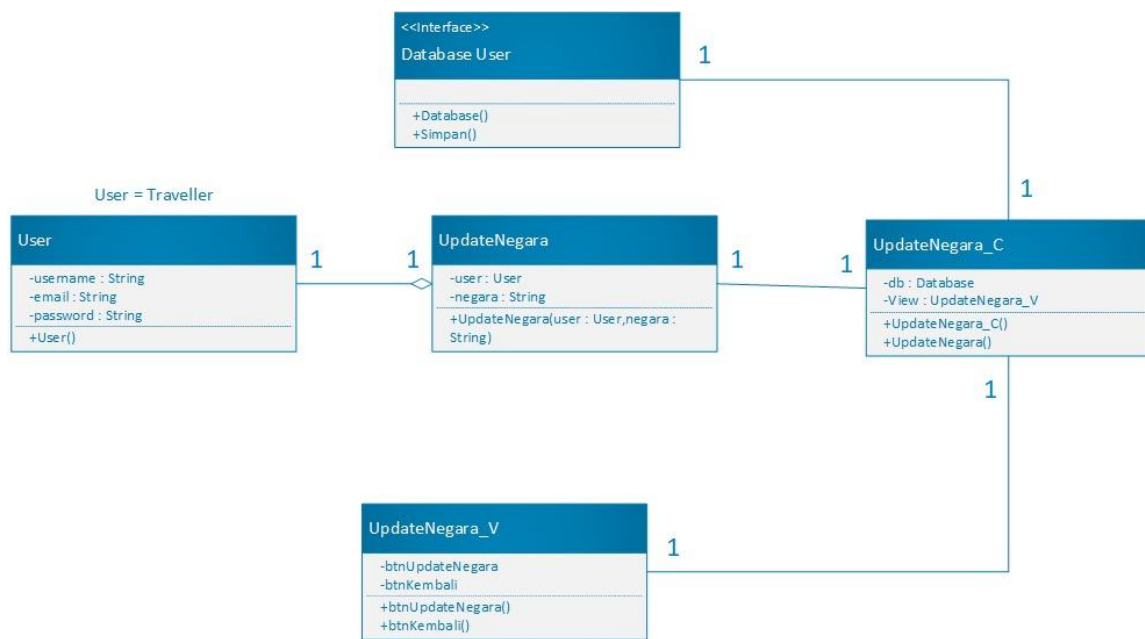 <<Interface>>
Database User
+Database()
+Simpan()
1
1
User = Traveller
User
-username : String
-email : String
-password : String
+User()
1
1
UpdateNegara
-user : User
-negara : String
+UpdateNegara(user : User,negara :
String)
1
1
UpdateNegara_C
-db : Database
-View : UpdateNegara_V
+UpdateNegara_C()
+UpdateNegara()
1
UpdateNegara_V
-btnUpdateNegara
-btnKembali
+btnUpdateNegara()
+btnKembali()
1